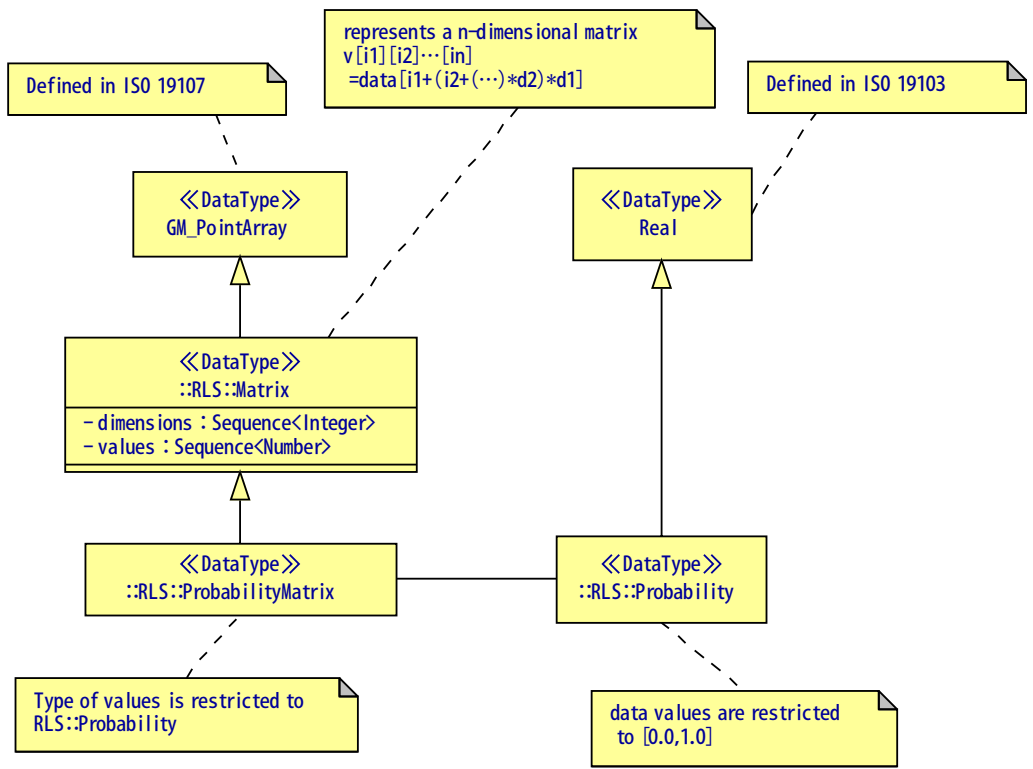 represents a n-dimensional matrix
v[i1][i2]…[in]
=data[i1+(i2+(…)*d2)*d1]
Defined in ISO 19107
Defined in ISO 19103
≪DataType≫
GM_PointArray
≪DataType≫
Real
≪DataType≫
::RLS::Matrix
- dimensions : Sequence<Integer>
- values : Sequence<Number>
≪DataType≫
::RLS::ProbabilityMatrix
≪DataType≫
::RLS::Probability
Type of values is restricted to
RLS::Probability
data values are restricted
to [0.0,1.0]